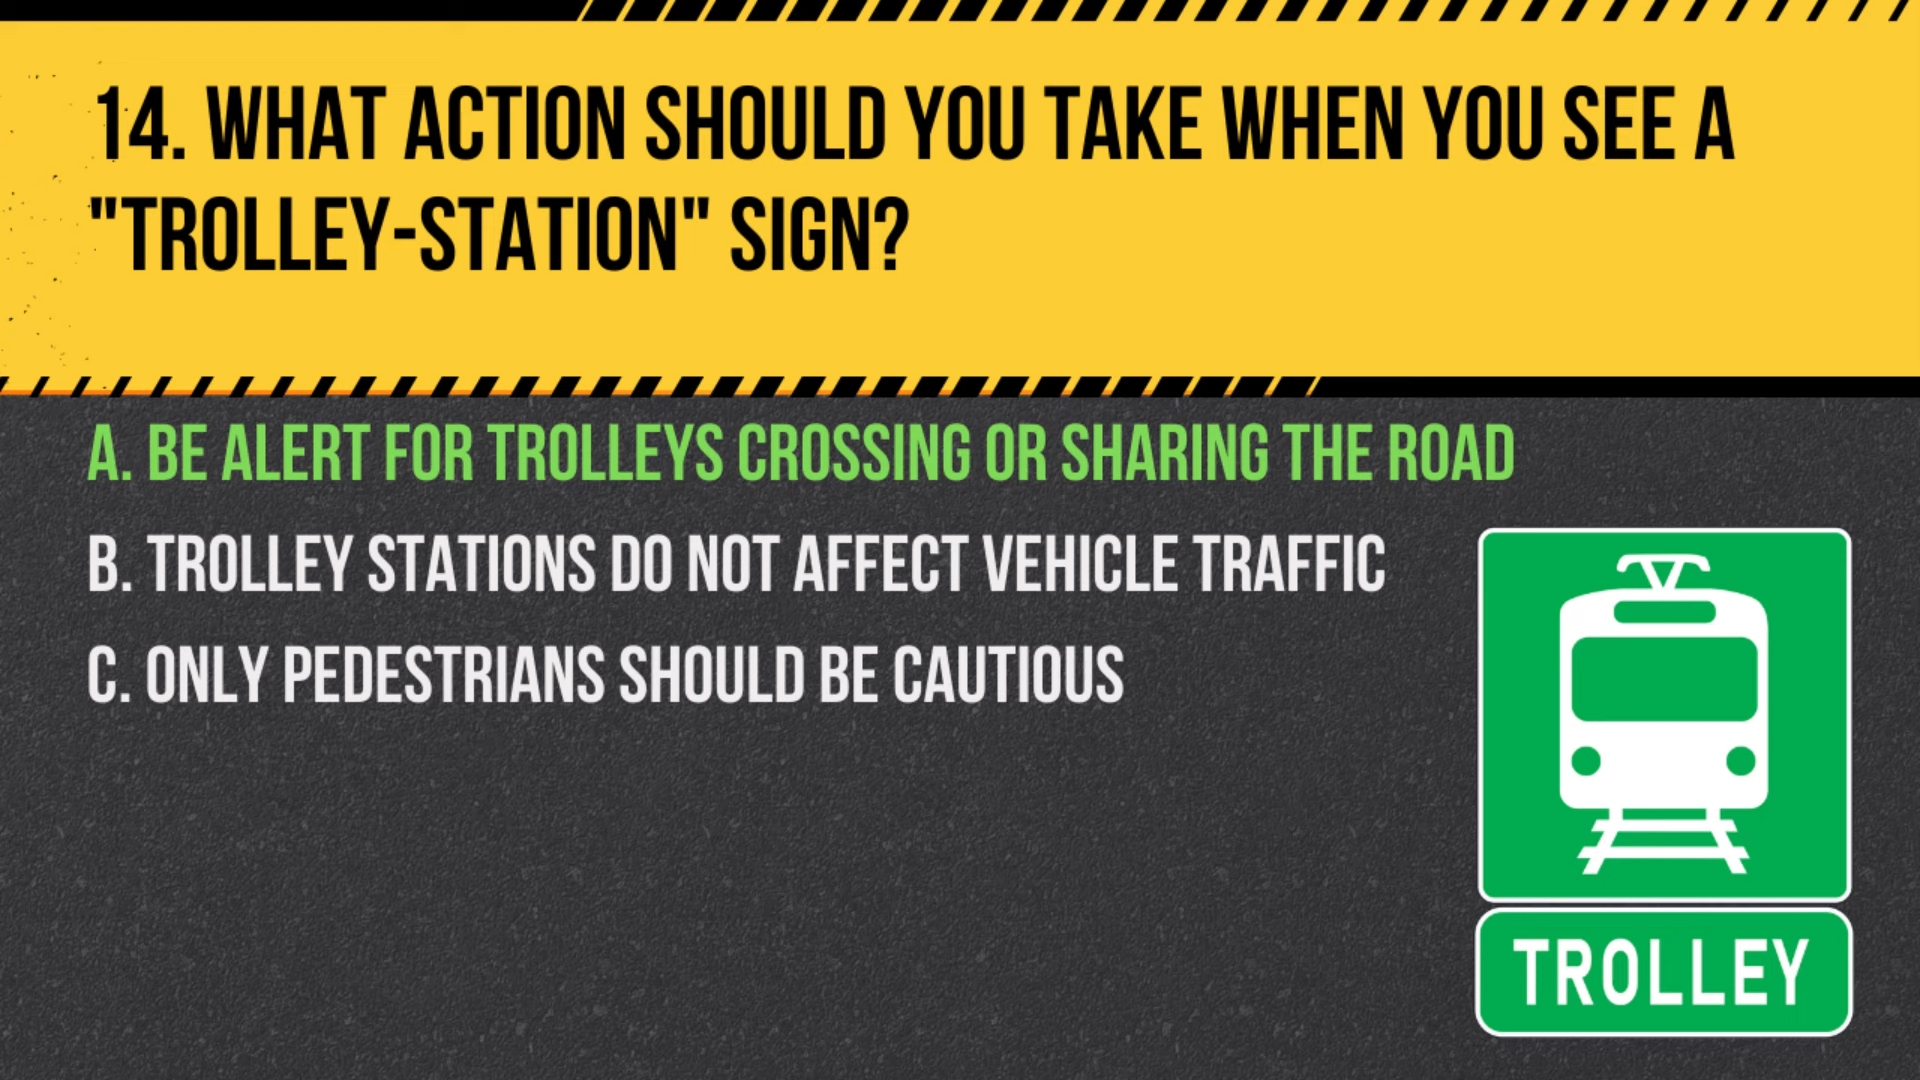 14. WHAT ACTION SHOULD YOU TAKE WHEN YOU SEE A
"TROLLEY-STATION" SIGN?
A. BE ALERT FOR TROLLEYS CROSSING OR SHARING THE ROAD
B. TROLLEY STATIONS DO NOT AFFECT VEHICLE TRAFFIC
C. ONLY PEDESTRIANS SHOULD BE CAUTIOUS
TROLLEY